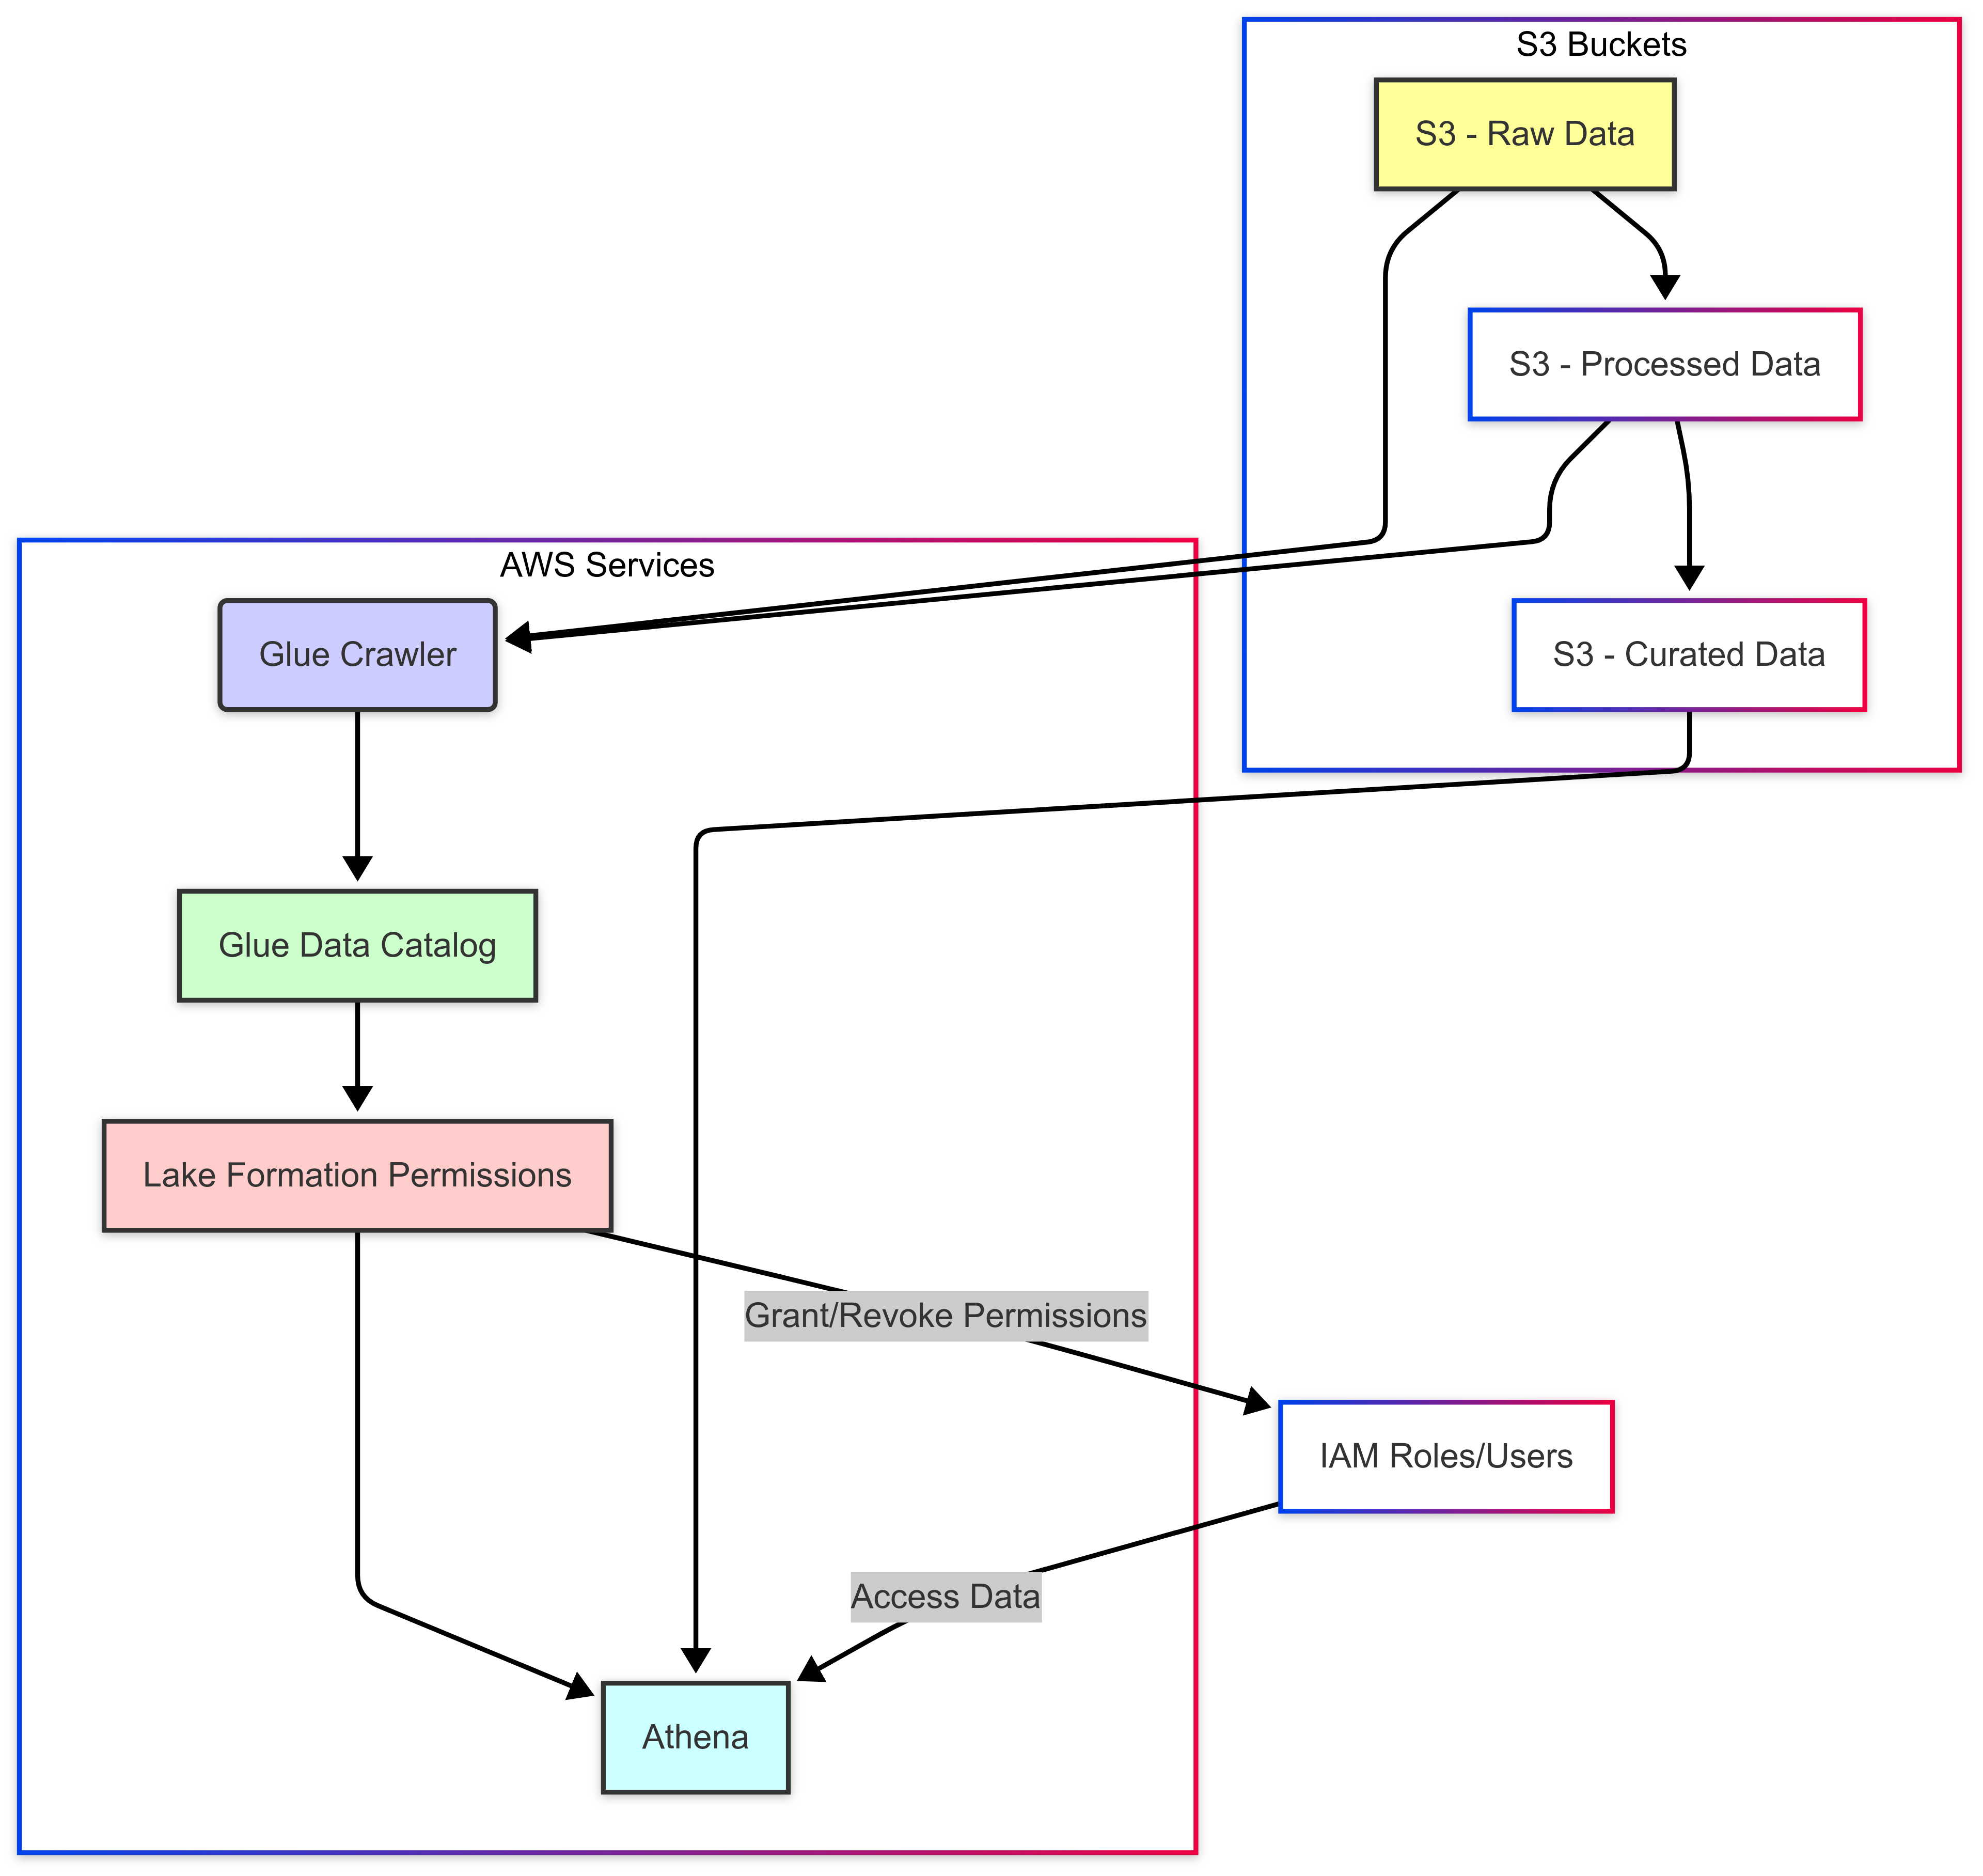 S3 Buckets
S3 - Raw Data
S3 - Processed Data
AWS Services
Glue Crawler
S3 - Curated Data
Glue Data Catalog
Lake Formation Permissions
Grant/Revoke Permissions
IAM Roles/Users
Access Data
Athena